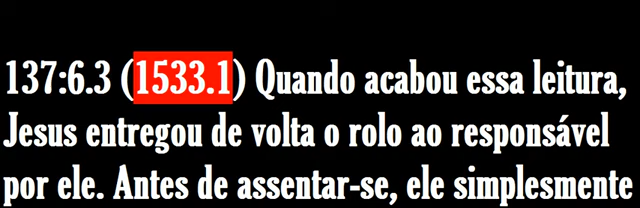 137:6.3 (1533.1) Quando acabou essa leitura,
Jesus entregou de volta o rolo ao responsável
por ele. Antes de assentar-se, ele simplesmente